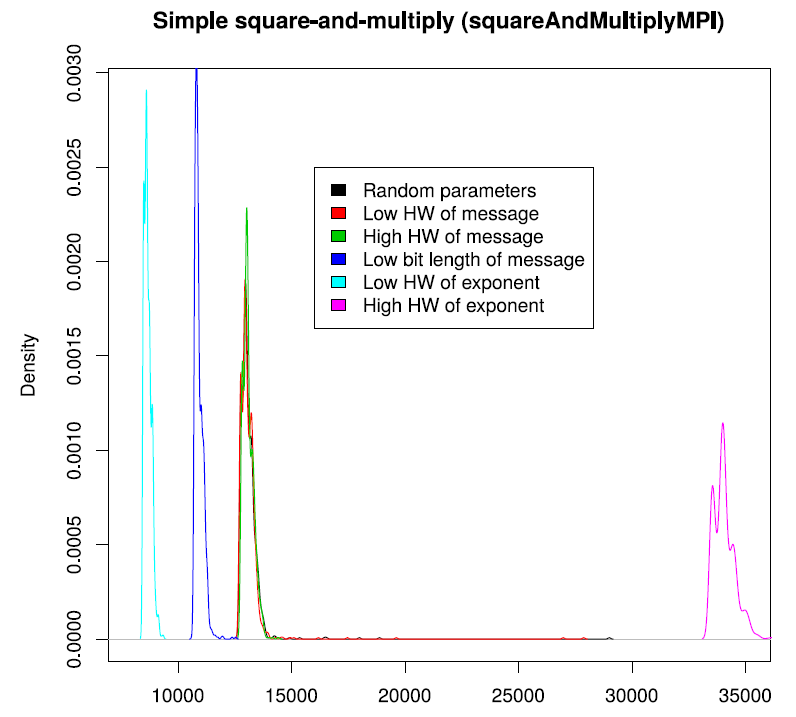 Simple square-and-multiply (squareAndMultiplyMPI)
0.0030
0.0025
0.0020
0.0015
0.0010
0.0005
0.0000
Density
Random parameters
Low HW of message
High HW of message
Low bit length of message
Low HW of exponent
High HW of exponent
10000 15000 20000 25000 30000 35000